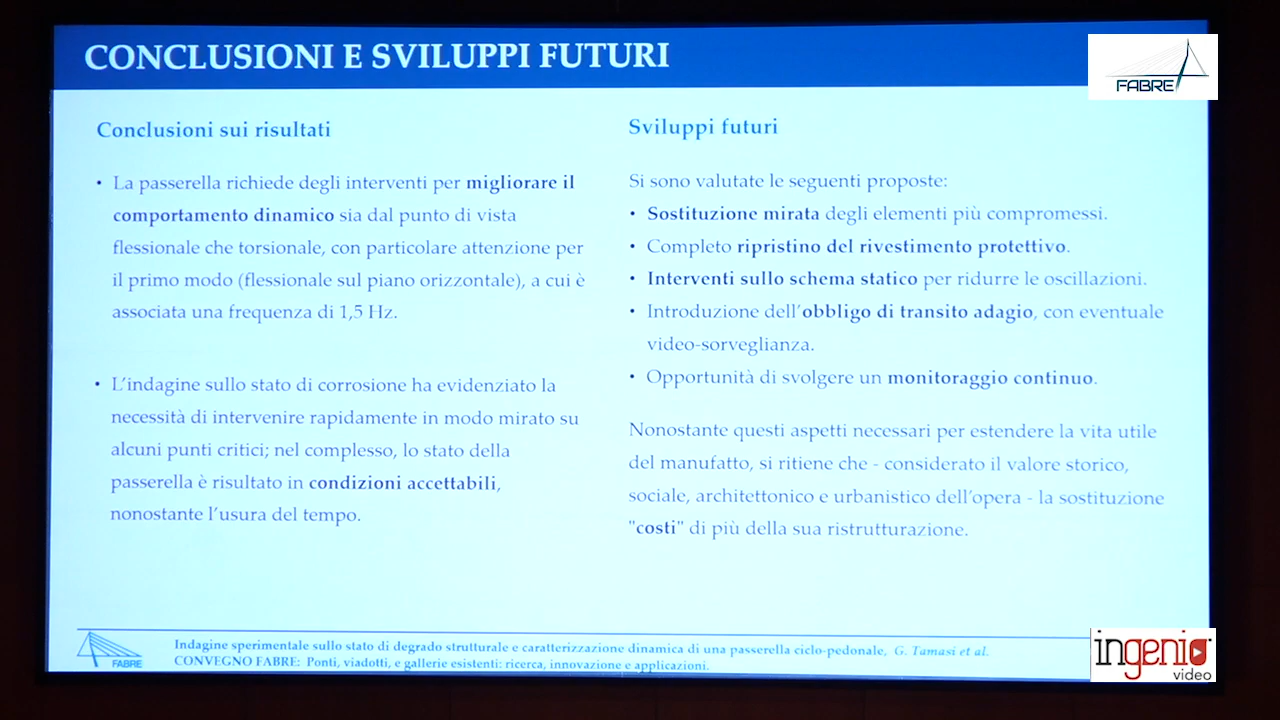 CONCLUSIONI E SVILUPPI FUTURI
FABRE
Conclusioni sui risultati
• La passerella richiede degli interventi per migliorare il
comportamento dinamico sia dal punto di vista
flessionale che torsionale, con particolare attenzione per
il primo modo (flessionale sul piano orizzontale), a cui è
associata una frequenza di 1,5 Hz.
• L'indagine sullo stato di corrosione ha evidenziato la
necessità di intervenire rapidamente in modo mirato su
alcuni punti critici; nel complesso, lo stato della
passerella è risultato in condizioni accettabili,
nonostante l'usura del tempo.
Sviluppi futuri
Si sono valutate le seguenti proposte:
• Sostituzione mirata degli elementi più compromessi.
• Completo ripristino del rivestimento protettivo.
• Interventi sullo schema statico per ridurre le oscillazioni.
• Introduzione dell'obbligo di transito adagio, con eventuale
video-sorveglianza.
• Opportunità di svolgere un monitoraggio continuo.
Nonostante questi aspetti necessari per estendere la vita utile
del manufatto, si ritiene che - considerato il valore storico,
sociale, architettonico e urbanistico dell'opera - la sostituzione
"costi" di più della sua ristrutturazione.
FABRE
Indagine sperimentale sullo stato di degrado strutturale e caratterizzazione dinamica di una passerella ciclo-pedonale, G. Tamasi et al.
CONVEGNO FABRE: Ponti, viadotti, e gallerie esistenti: ricerca, innovazione e applicazioni.
ingenio
video